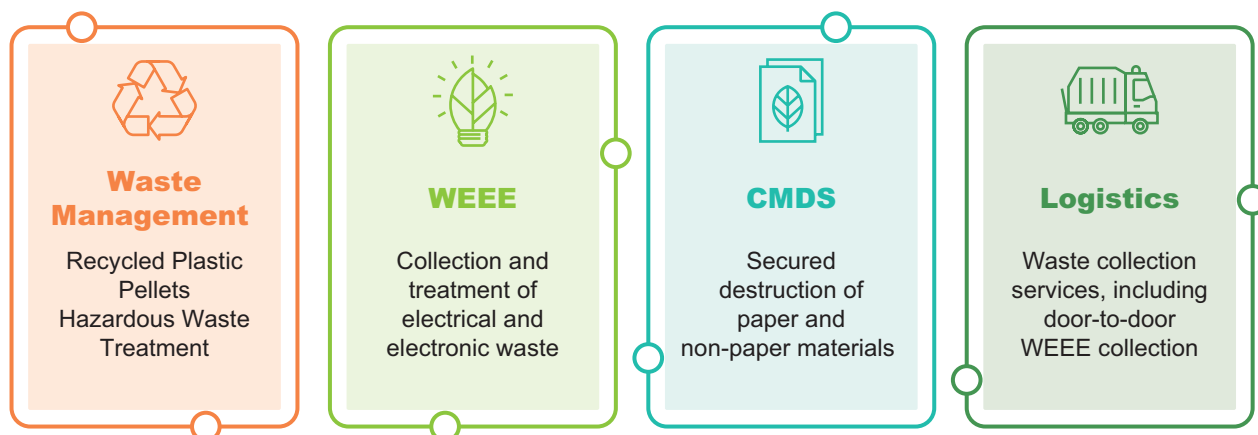 Waste
Management
Recycled Plastic
Pellets
Hazardous Waste
Treatment
WEEE
Collection and
treatment of
electrical and
electronic waste
CMDS
Secured
destruction of
paper and
non-paper materials
Logistics
Waste collection
services, including
door-to-door
WEEE collection